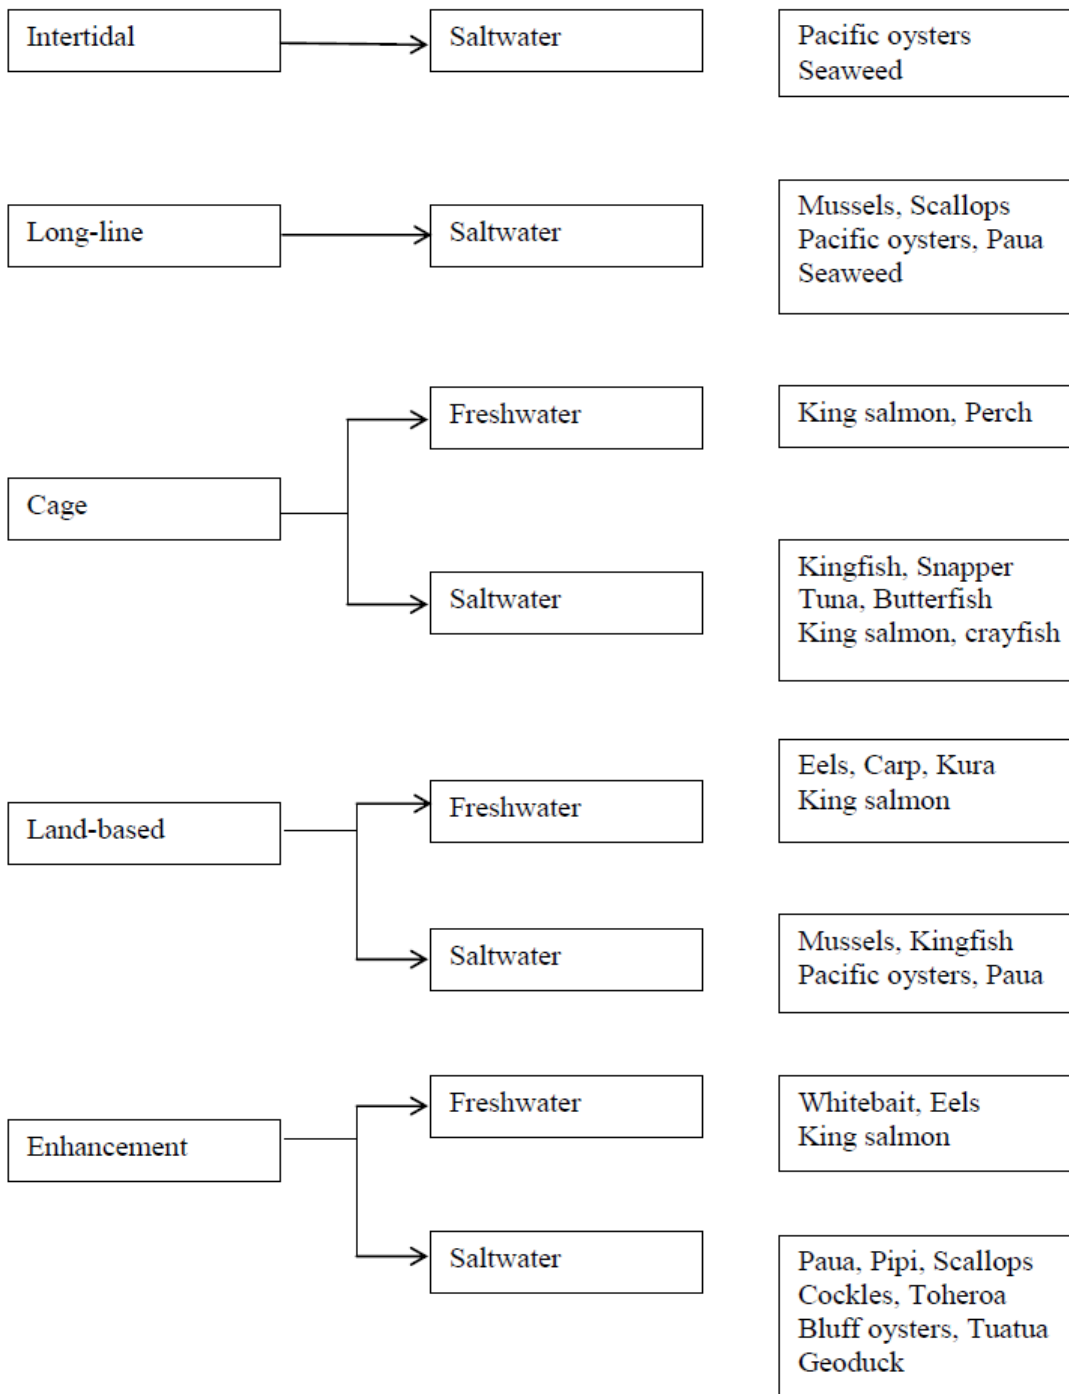 Intertidal
Saltwater
Pacific oysters
Seaweed
Long-line
Saltwater
Mussels, Scallops
Pacific oysters, Paua
Seaweed
Cage
Freshwater
King salmon, Perch
Saltwater
Kingfish, Snapper
Tuna, Butterfish
King salmon, crayfish
Land-based
Freshwater
Eels, Carp, Kura
King salmon
Saltwater
Mussels, Kingfish
Pacific oysters, Paua
Enhancement
Freshwater
Whitebait, Eels
King salmon
Saltwater
Paua, Pipi, Scallops
Cockles, Toheroa
Bluff oysters, Tuatua
Geoduck